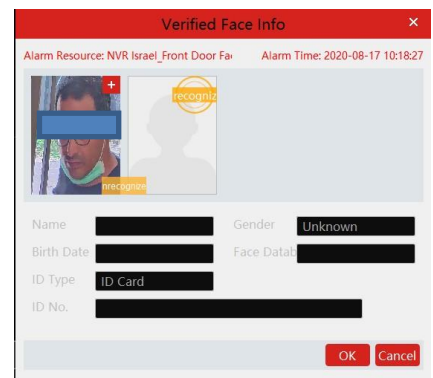 Verified Face Info
Alarm Resource: NVR Israel_Front Door Fa
Alarm Time: 2020-08-17 10:18:27
recogniz
nrecognize
Name
Gender Unknown
Birth Date
Face Datab
ID Type ID Card
ID No.
OK Cancel